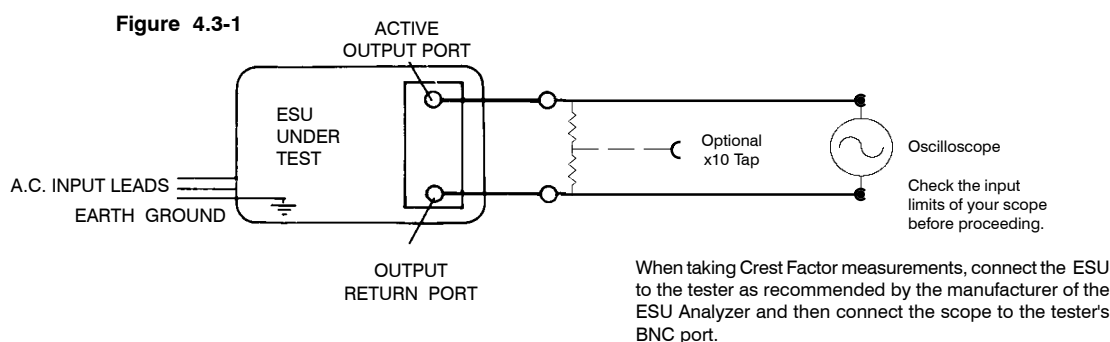 Figure 4.3-1
ACTIVE
OUTPUT PORT
ESU
UNDER
TEST
A.C. INPUT LEADS
EARTH GROUND
OUTPUT
RETURN PORT
Optional
x10 Tap
Oscilloscope
Check the input
limits of your scope
before proceeding.
When taking Crest Factor measurements, connect the ESU
to the tester as recommended by the manufacturer of the
ESU Analyzer and then connect the scope to the tester's
BNC port.